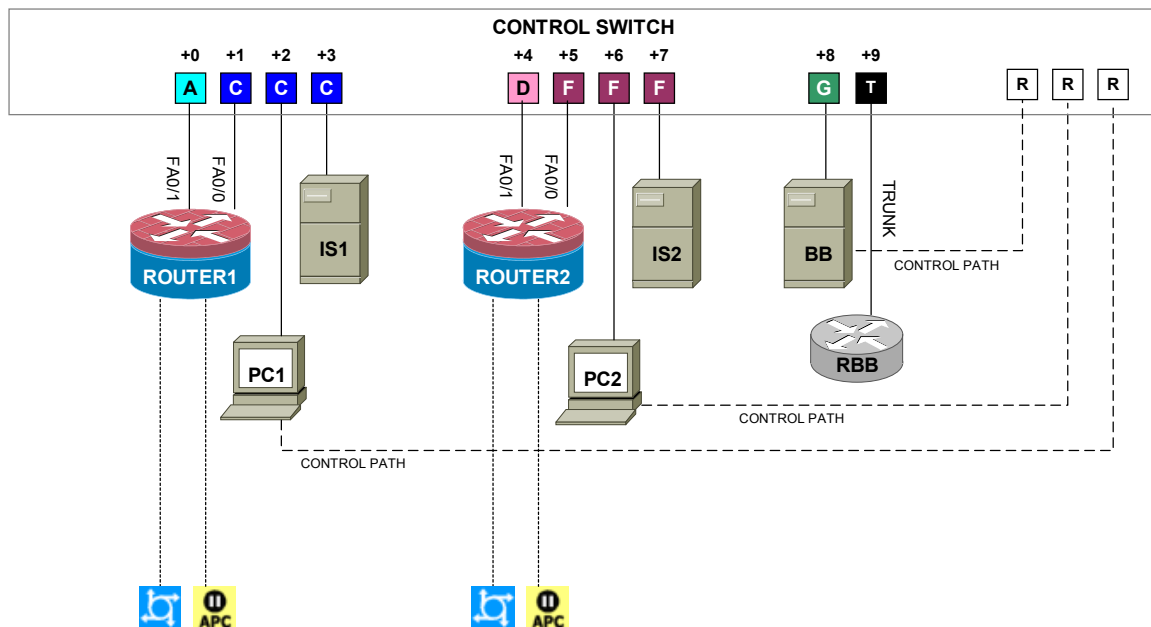 CONTROL SWITCH
+0 +1 +2 +3 +4 +5 +6 +7 +8 +9
A C C C D F F F G T R R R
FA0/1 FA0/0 FA0/1 FA0/0 TRUNK
IS1 IS2 BB
CONTROL PATH
ROUTER1 ROUTER2
RBB
PC1 PC2
CONTROL PATH
CONTROL PATH
APC APC